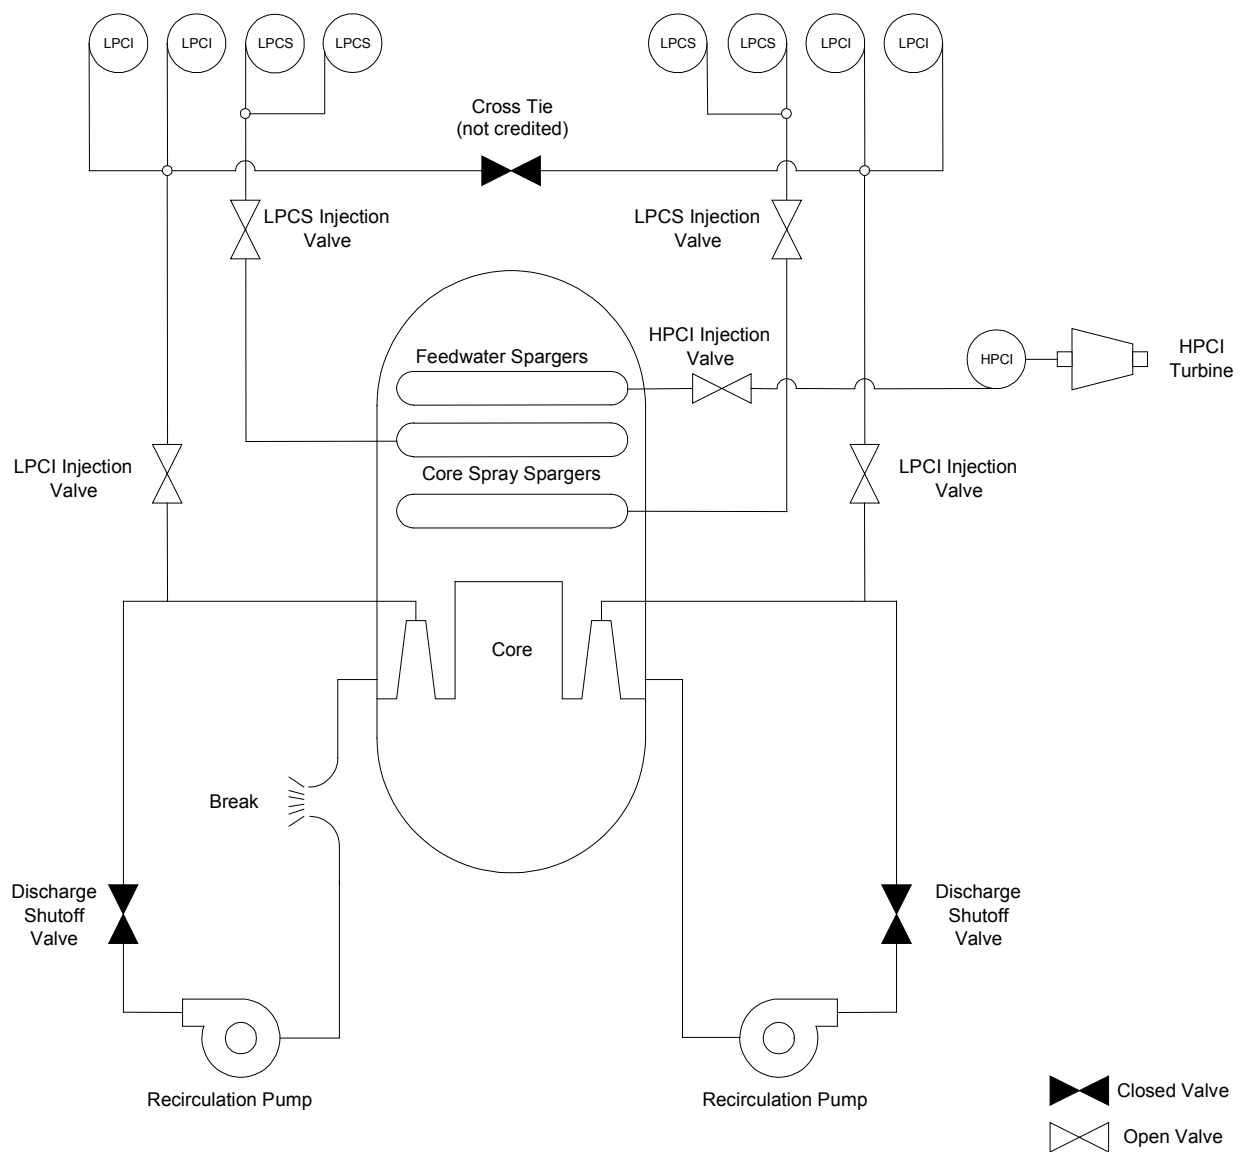 LPCI
LPCI
LPCS
LPCS
LPCS
LPCS
LPCI
LPCI
Cross Tie
(not credited)
LPCS Injection
Valve
LPCS Injection
Valve
HPCI Injection
Valve
Feedwater Spargers
HPCI
HPCI
Turbine
LPCI Injection
Valve
Core Spray Spargers
LPCI Injection
Valve
Core
Break
Discharge
Shutoff
Valve
Discharge
Shutoff
Valve
Recirculation Pump
Recirculation Pump
Closed Valve
Open Valve